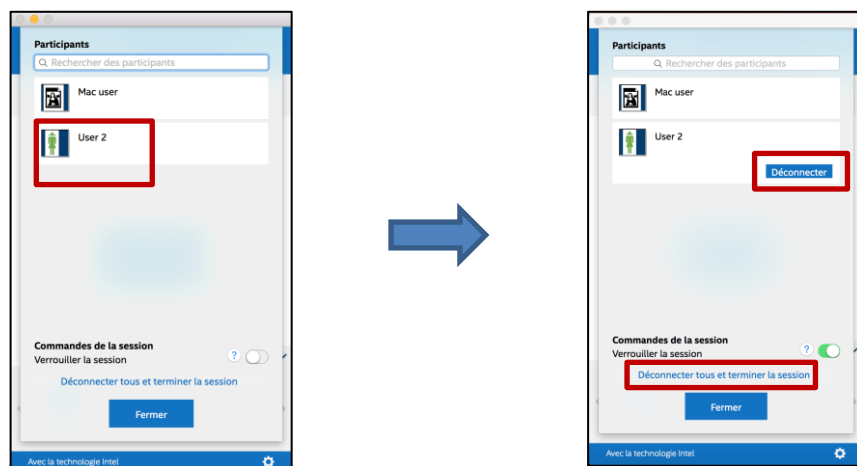 Participants
Rechercher des participants
Mac user
User 2
Commandes de la session
Verrouiller la session
?
Déconnecter tous et terminer la session
Fermer
Avec la technologie Intel
Participants
Rechercher des participants
Mac user
User 2
Déconnecter
Commandes de la session
Verrouiller la session
?
Déconnecter tous et terminer la session
Fermer
Avec la technologie Intel